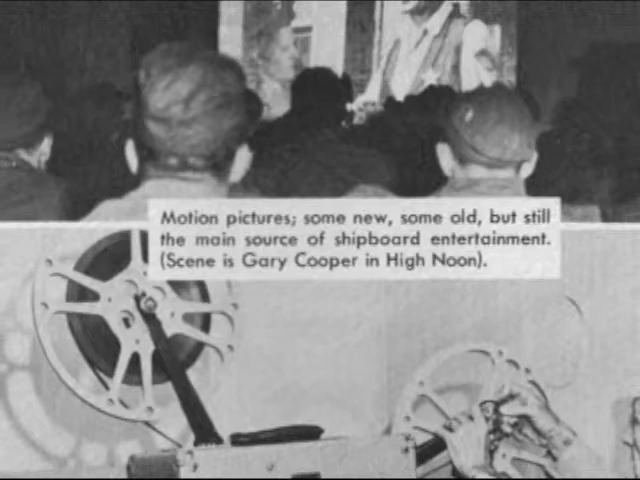 Motion pictures; some new, some old, but still
the main source of shipboard entertainment.
(Scene is Gary Cooper in High Noon).